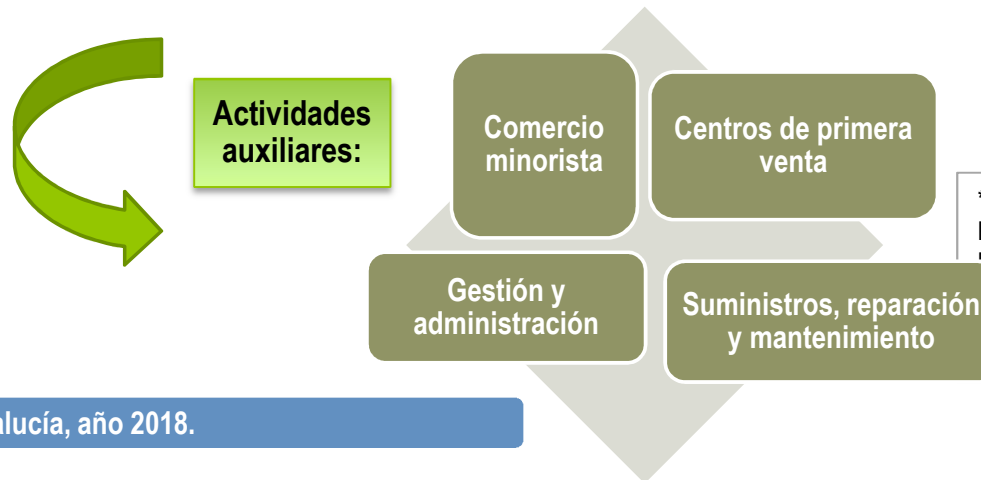 Actividades
auxiliares:
Comercio
minorista
Centros de primera
venta
*
Gestión y
administración
Suministros, reparación
y mantenimiento
alucía, año 2018.